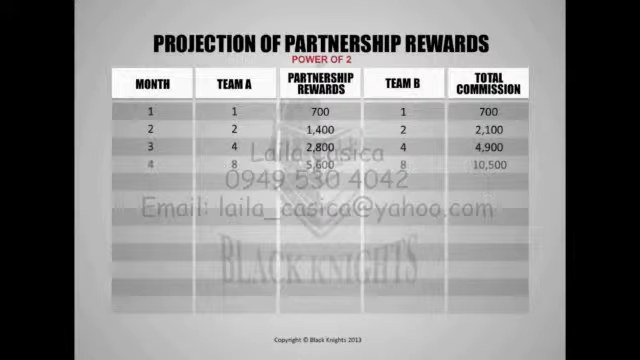 PROJECTION OF PARTNERSHIP REWARDS
POWER OF 2
MONTH TEAM A PARTNERSHIP REWARDS TEAM B TOTAL COMMISSION
1 1 700 1 700
2 2 1,400 2 2,100
3 4 2,800 4 4,900
4 8 5,600 8 10,500
Laila Casica
0949 530 4042
Email: laila_casica@yahoo.com
BLACK KNIGHTS
Copyright © Black Knights 2013